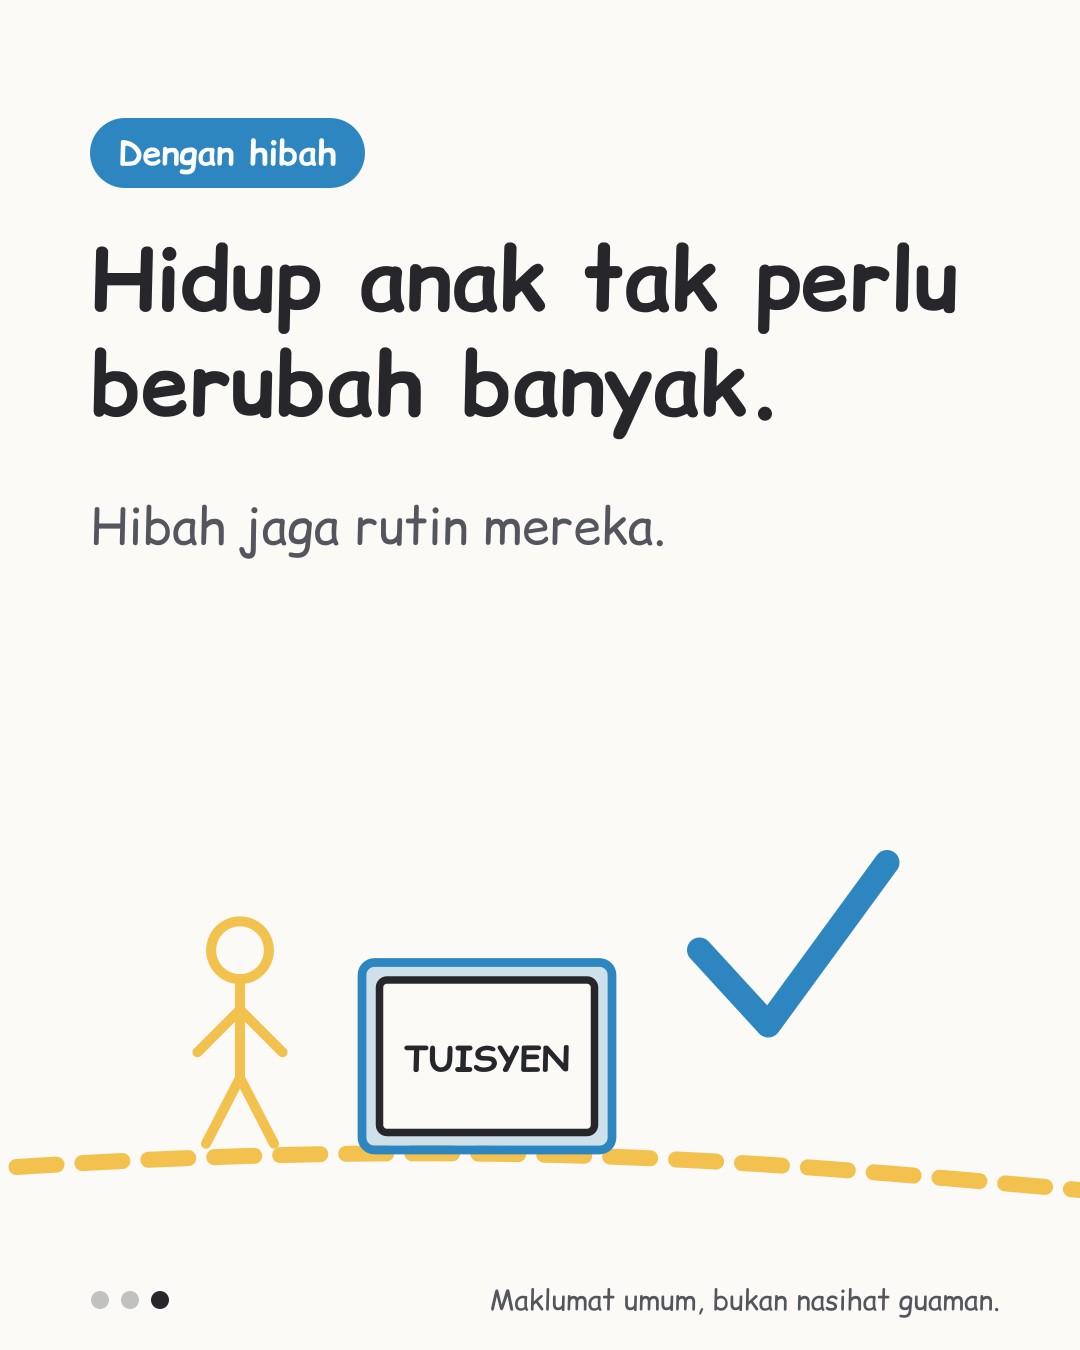 Dengan hibah
Hidup anak tak perlu
berubah banyak.
Hibah jaga rutin mereka.
TUISYEN
Maklumat umum, bukan nasihat guaman.